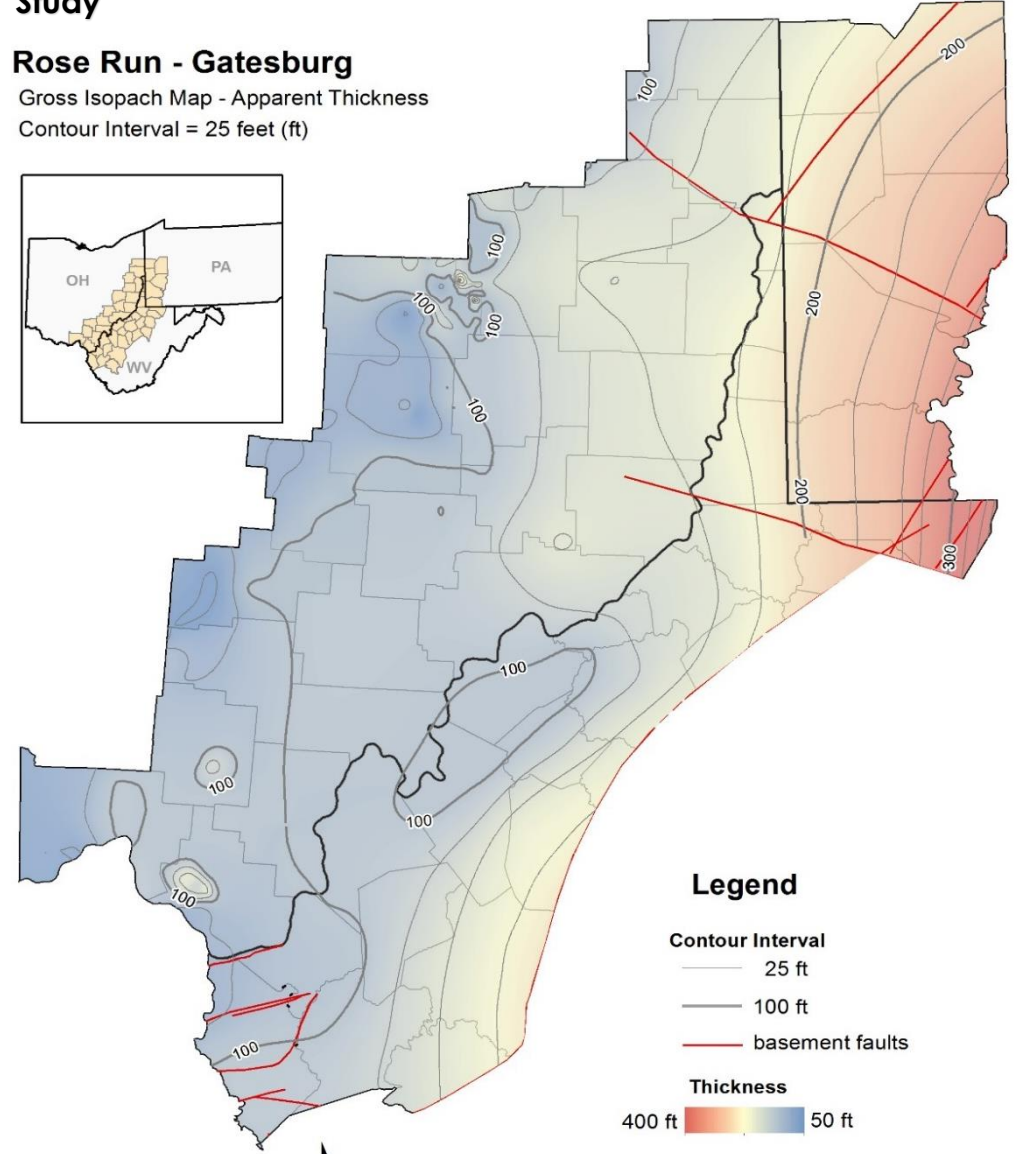 Study
Rose Run - Gatesburg
Gross Isopach Map - Apparent Thickness
Contour Interval = 25 feet (ft)
OH
PA
WV
100
200
100
100
100
200
100
200
300
100
100
100
100
100
Legend
Contour Interval
25 ft
100 ft
basement faults
Thickness
400 ft
50 ft